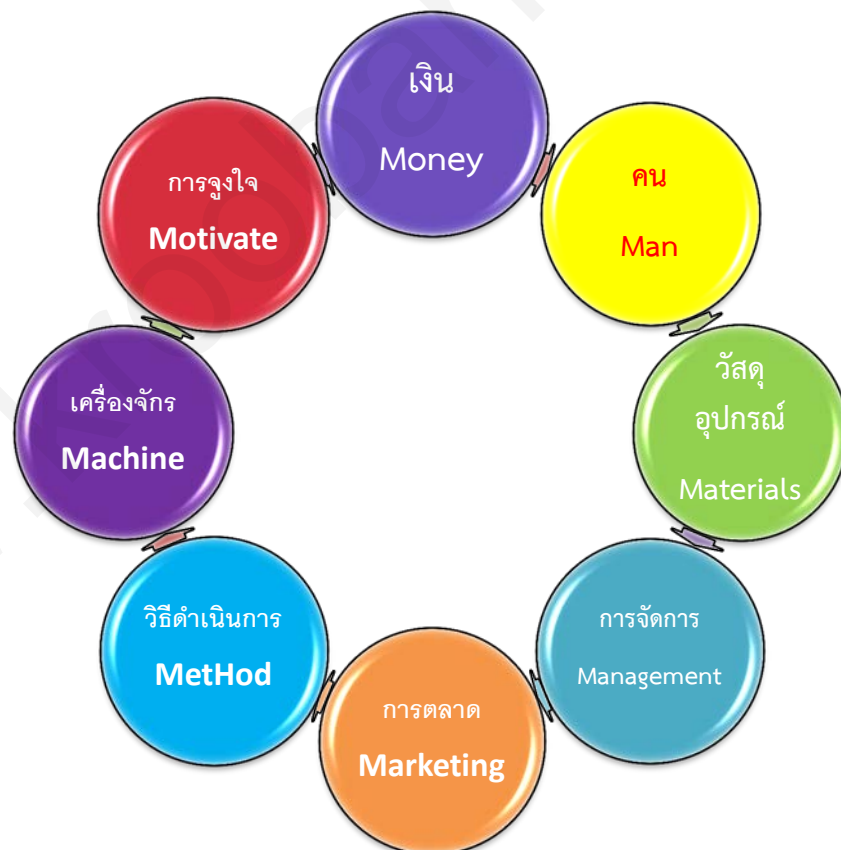 เงิน
Money
คน
Man
วัสดุ
อุปกรณ์
Materials
การจัดการ
Management
การตลาด
Marketing
วิธีดำเนินการ
MetHod
เครื่องจักร
Machine
การจูงใจ
Motivate